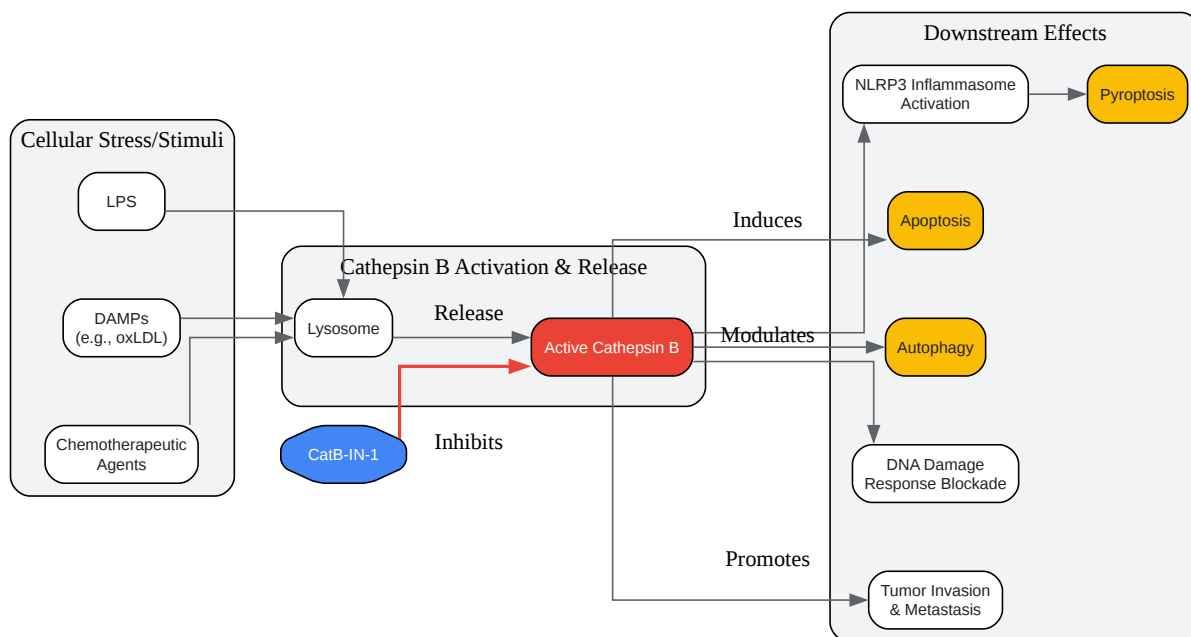 Cellular Stress/Stimuli
LPS
DAMPs
(e.g., oxLDL)
Chemotherapeutic
Agents
Cathepsin B Activation & Release
Lysosome
Release
Active Cathepsin B
CatB-IN-1
Inhibits
Induces
Modulates
Promotes
Downstream Effects
NLRP3 Inflammasome
Activation
Pyroptosis
Apoptosis
Autophagy
DNA Damage
Response Blockade
Tumor Invasion
& Metastasis